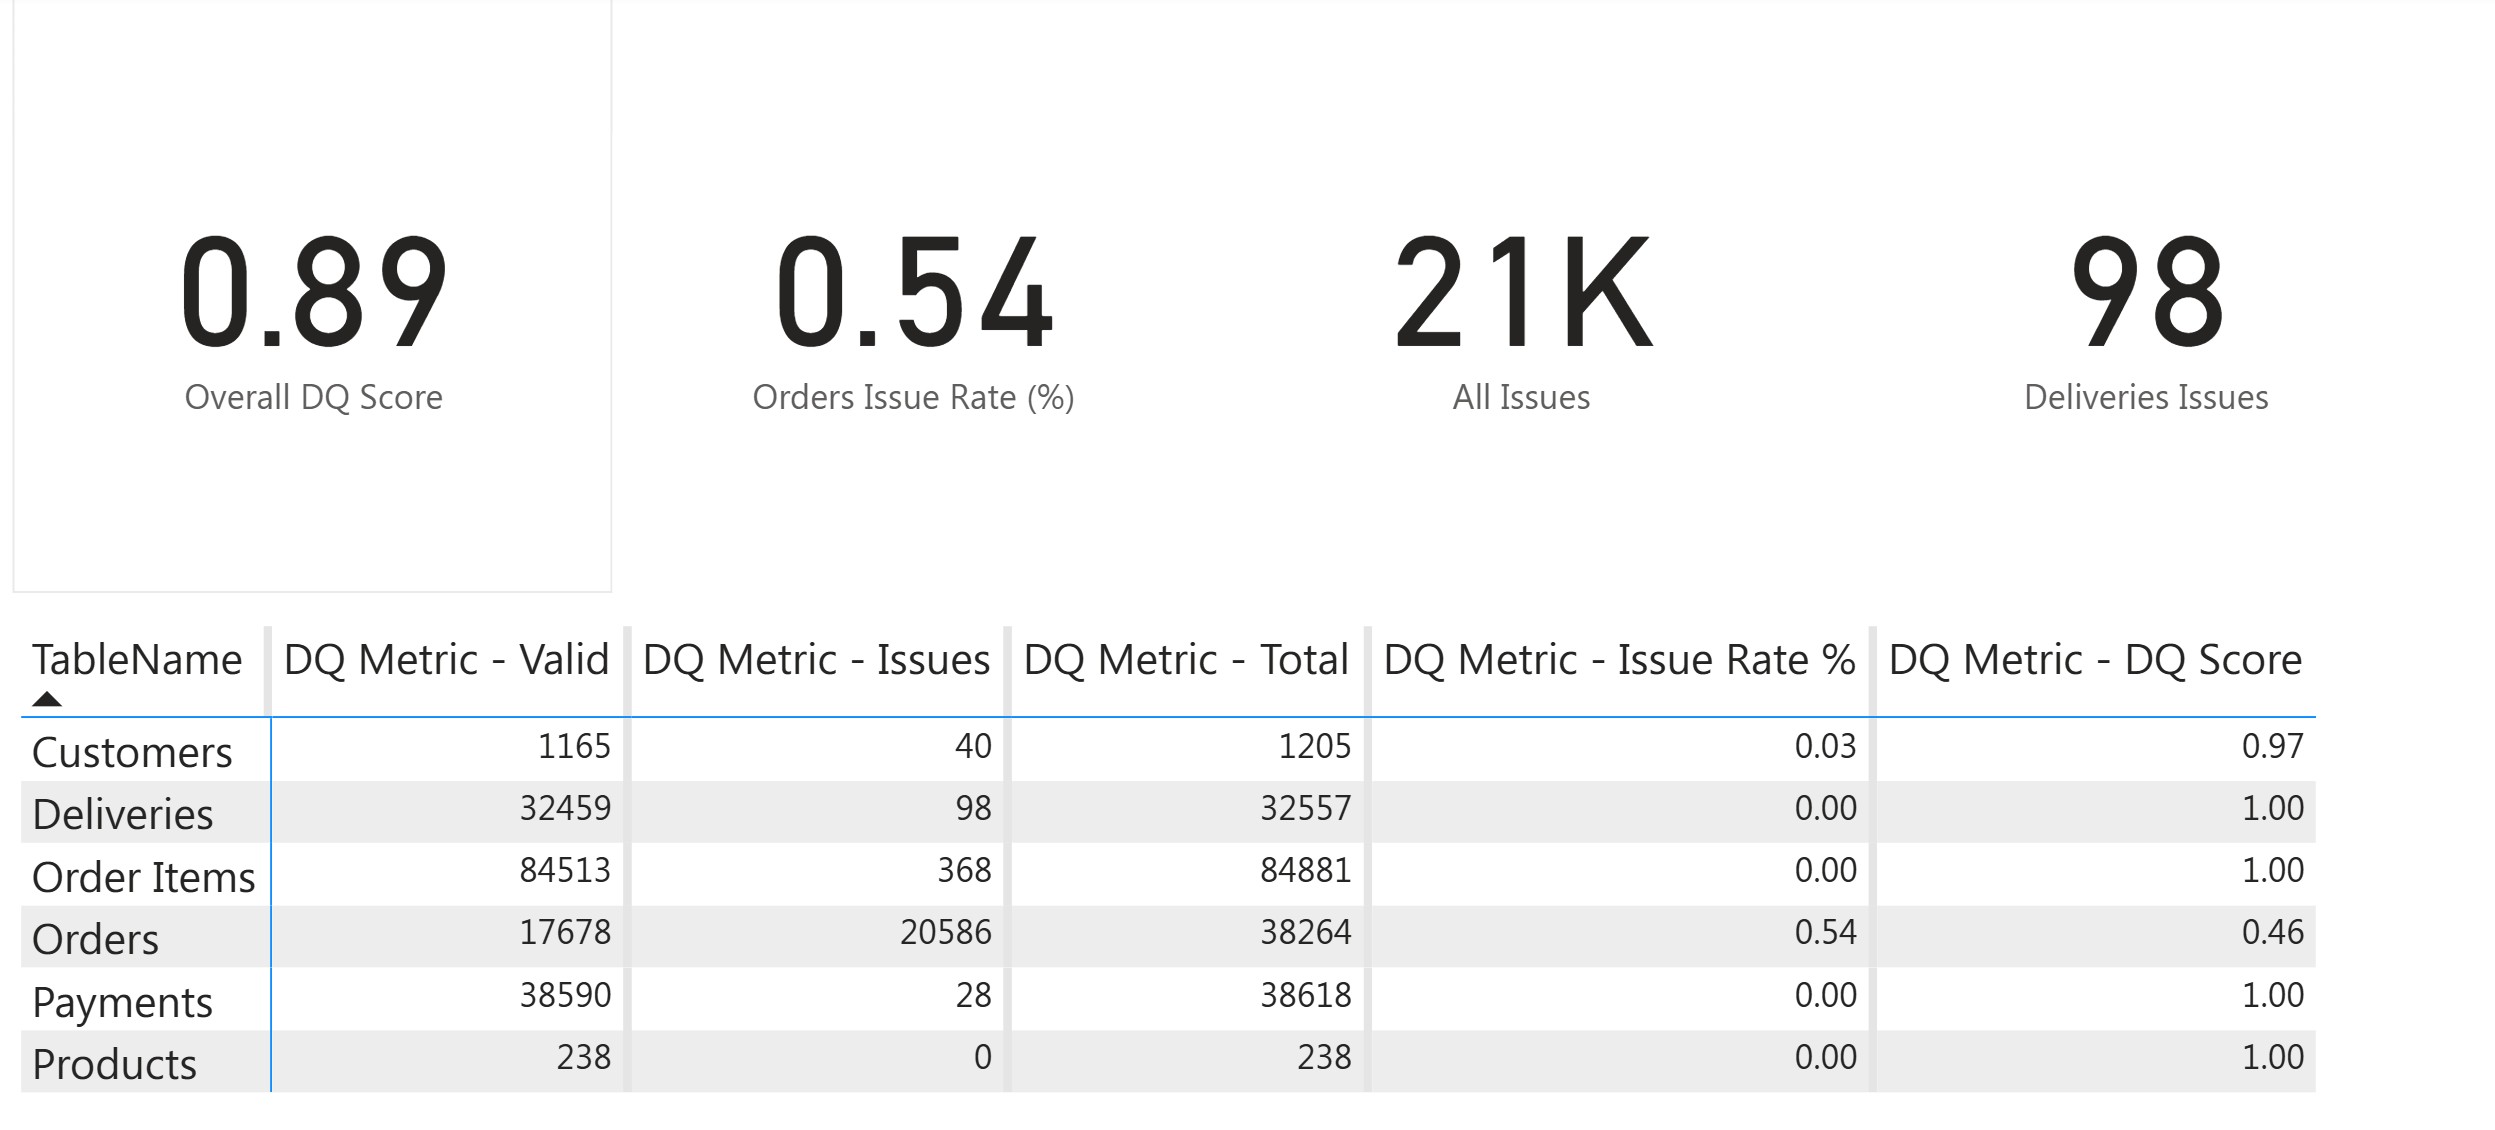 0.89
Overall DQ Score
0.54
Orders Issue Rate (%)
21K
All Issues
98
Deliveries Issues
TableName DQ Metric - Valid DQ Metric - Issues DQ Metric - Total DQ Metric - Issue Rate % DQ Metric - DQ Score
Customers 1165 40 1205 0.03 0.97
Deliveries 32459 98 32557 0.00 1.00
Order Items 84513 368 84881 0.00 1.00
Orders 17678 20586 38264 0.54 0.46
Payments 38590 28 38618 0.00 1.00
Products 238 0 238 0.00 1.00